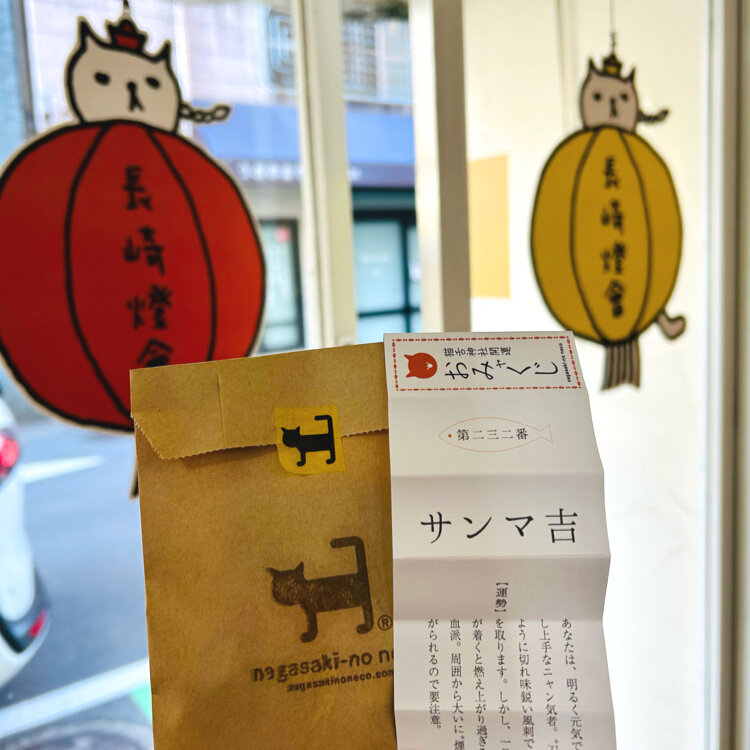 長崎燈會
長崎燈會
神社開運
おみャくじ
第二三二番
サンマ吉
【運勢】
あなたは、明るく元気で
し上手なニャン気者。“刀
ように切れ味鋭い風刺で
を取ります。しかし、一
が着くと燃え上がり過ぎ
血派。周囲から大いに“煙
がられるので要注意。
nagasaki-no
nagasakinoneco.com